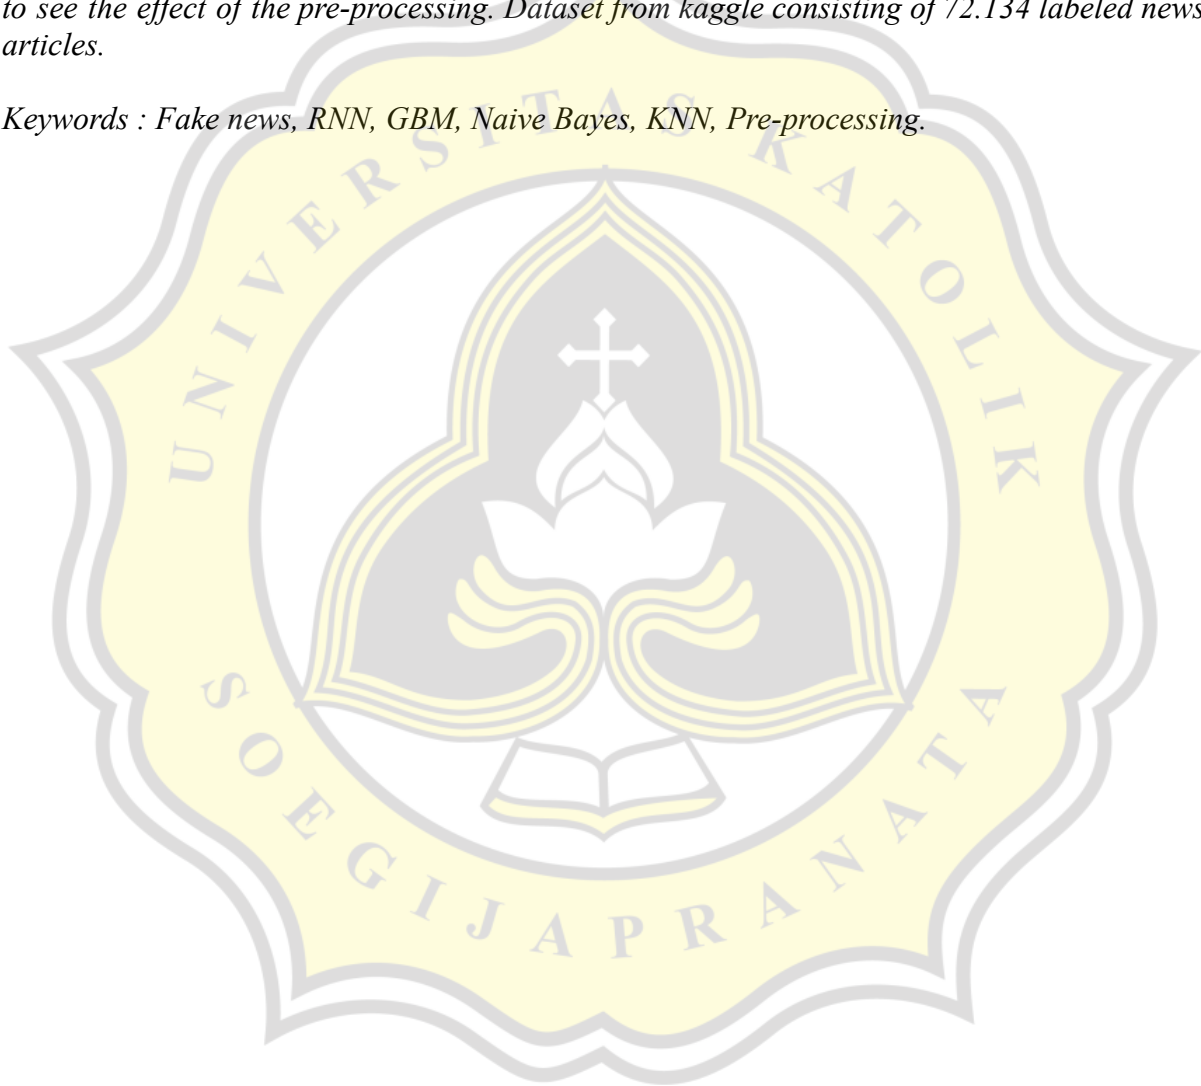 to see the effect of the pre-processing. Dataset from kaggle consisting of 72.134 labeled news
articles.
Keywords : Fake news, RNN, GBM, Naive Bayes, KNN, Pre-processing.
UNIVERSITAS KATOLIK
SOEGIJAPRANATA